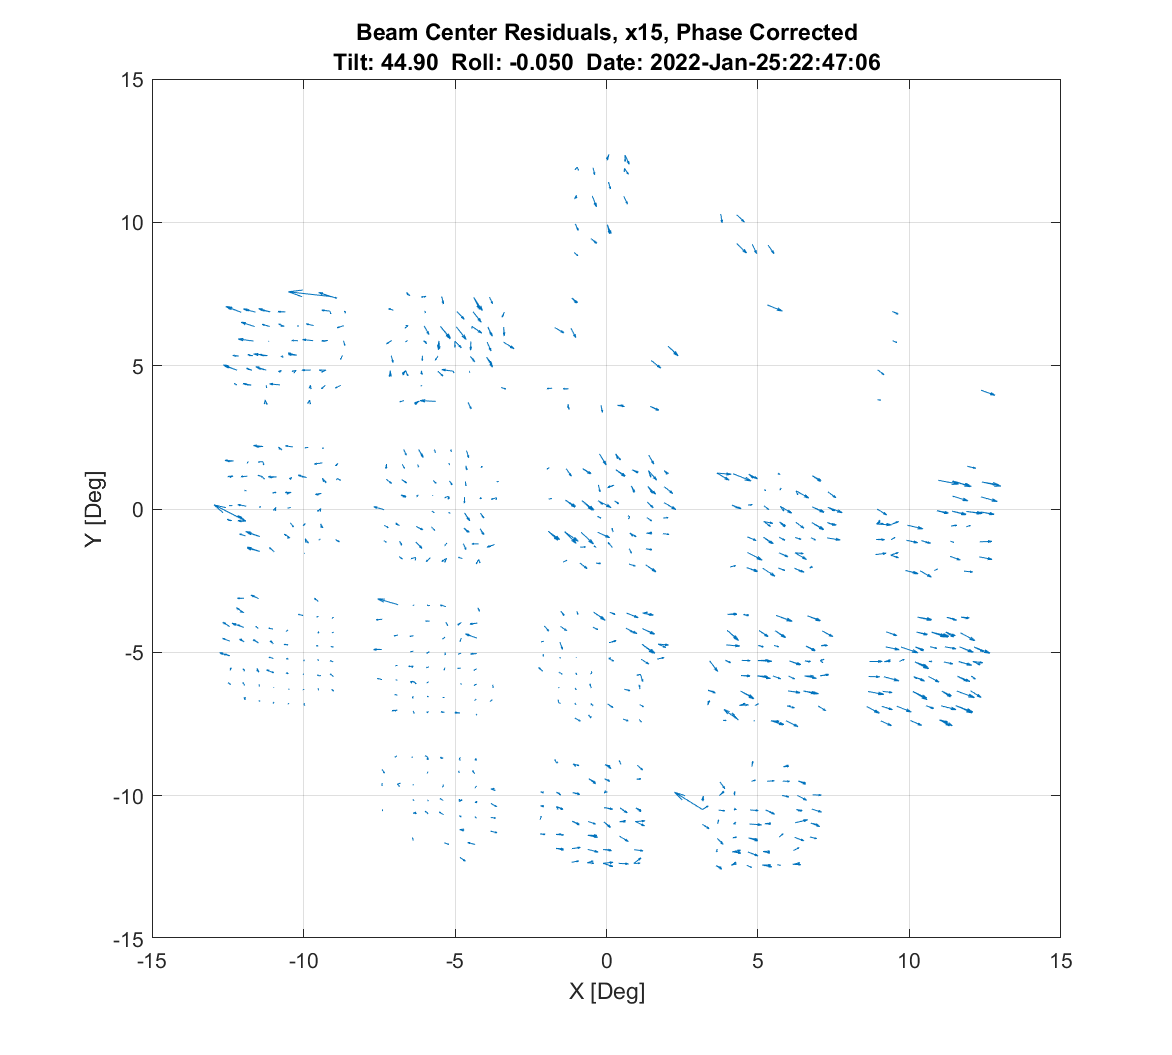 Beam Center Residuals, x15, Phase Corrected
Tilt: 44.90 Roll: -0.050 Date: 2022-Jan-25:22:47:06
15
10
5
0
-5
-10
-15
Y [Deg]
-15 -10 -5 0 5 10 15
X [Deg]